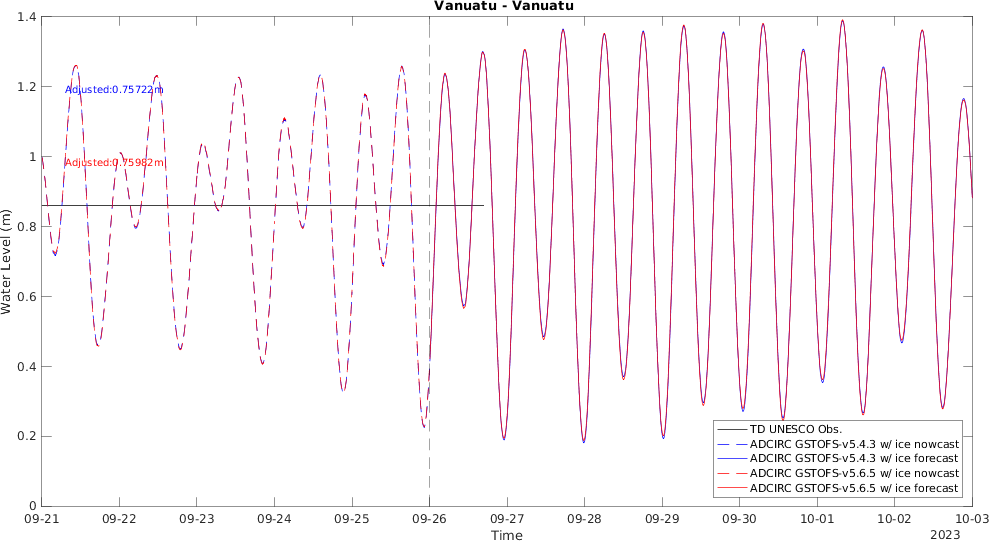 Vanuatu - Vanuatu
Water Level (m)
1.4
1.2
1
0.8
0.6
0.4
0.2
0
Adjusted:0.75722m
Adjusted:0.75982m
TD UNESCO Obs.
ADCIRC GSTOFS-v5.4.3 w/ ice nowcast
ADCIRC GSTOFS-v5.4.3 w/ ice forecast
ADCIRC GSTOFS-v5.6.5 w/ ice nowcast
ADCIRC GSTOFS-v5.6.5 w/ ice forecast
09-21 09-22 09-23 09-24 09-25 09-26 09-27 09-28 09-29 09-30 10-01 10-02 10-03
Time
2023